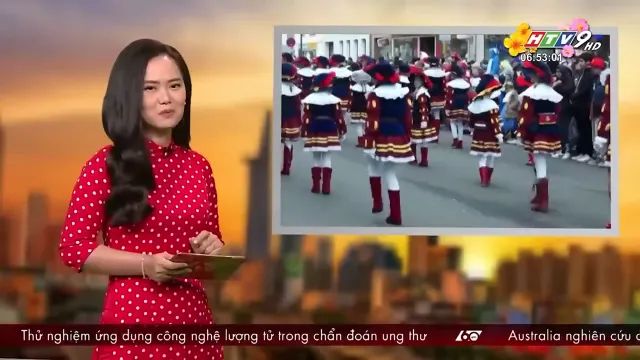 HTV9 HD
06:53:01
Thử nghiệm ứng dụng công nghệ lượng tử trong chẩn đoán ung thư
60
Australia nghiên cứu